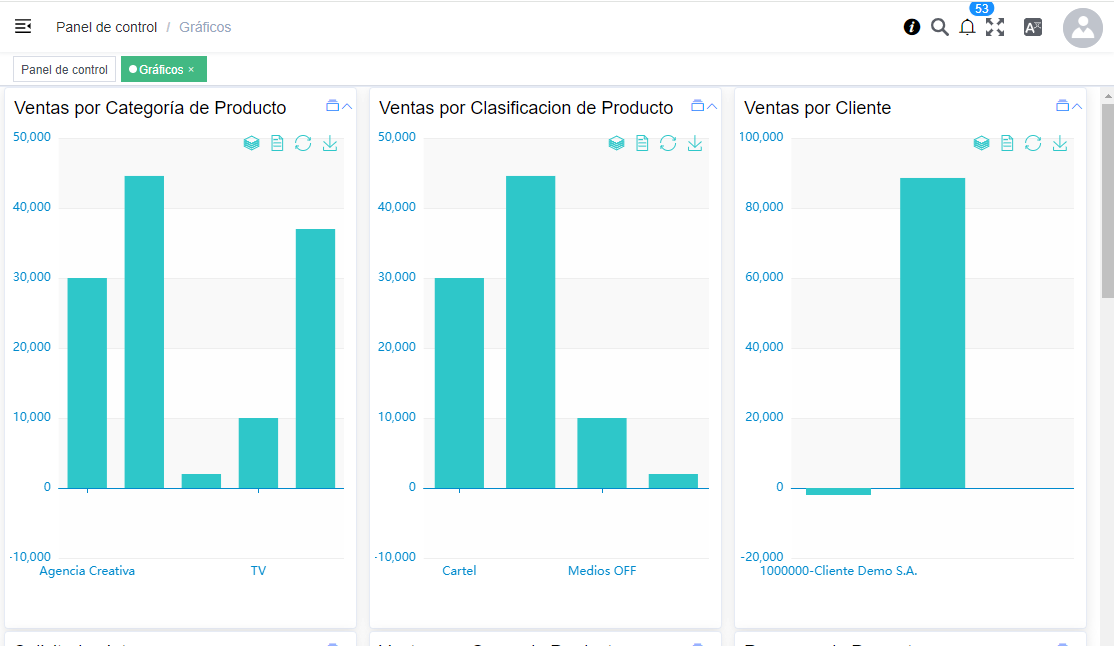 53
Panel de control / Gráficos
Panel de control
Gráficos ×
Ventas por Categoría de Producto
50,000
40,000
30,000
20,000
10,000
0
-10,000
Agencia Creativa
TV
Ventas por Clasificacion de Producto
50,000
40,000
30,000
20,000
10,000
0
-10,000
Cartel
Medios OFF
Ventas por Cliente
100,000
80,000
60,000
40,000
20,000
0
-20,000
1000000-Cliente Demo S.A.